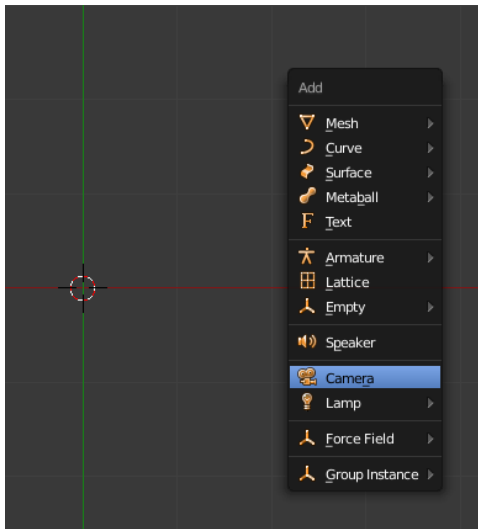 Add
Mesh
Curve
Surface
Metaball
Text
Armature
Lattice
Empty
Speaker
Camera
Lamp
Force Field
Group Instance